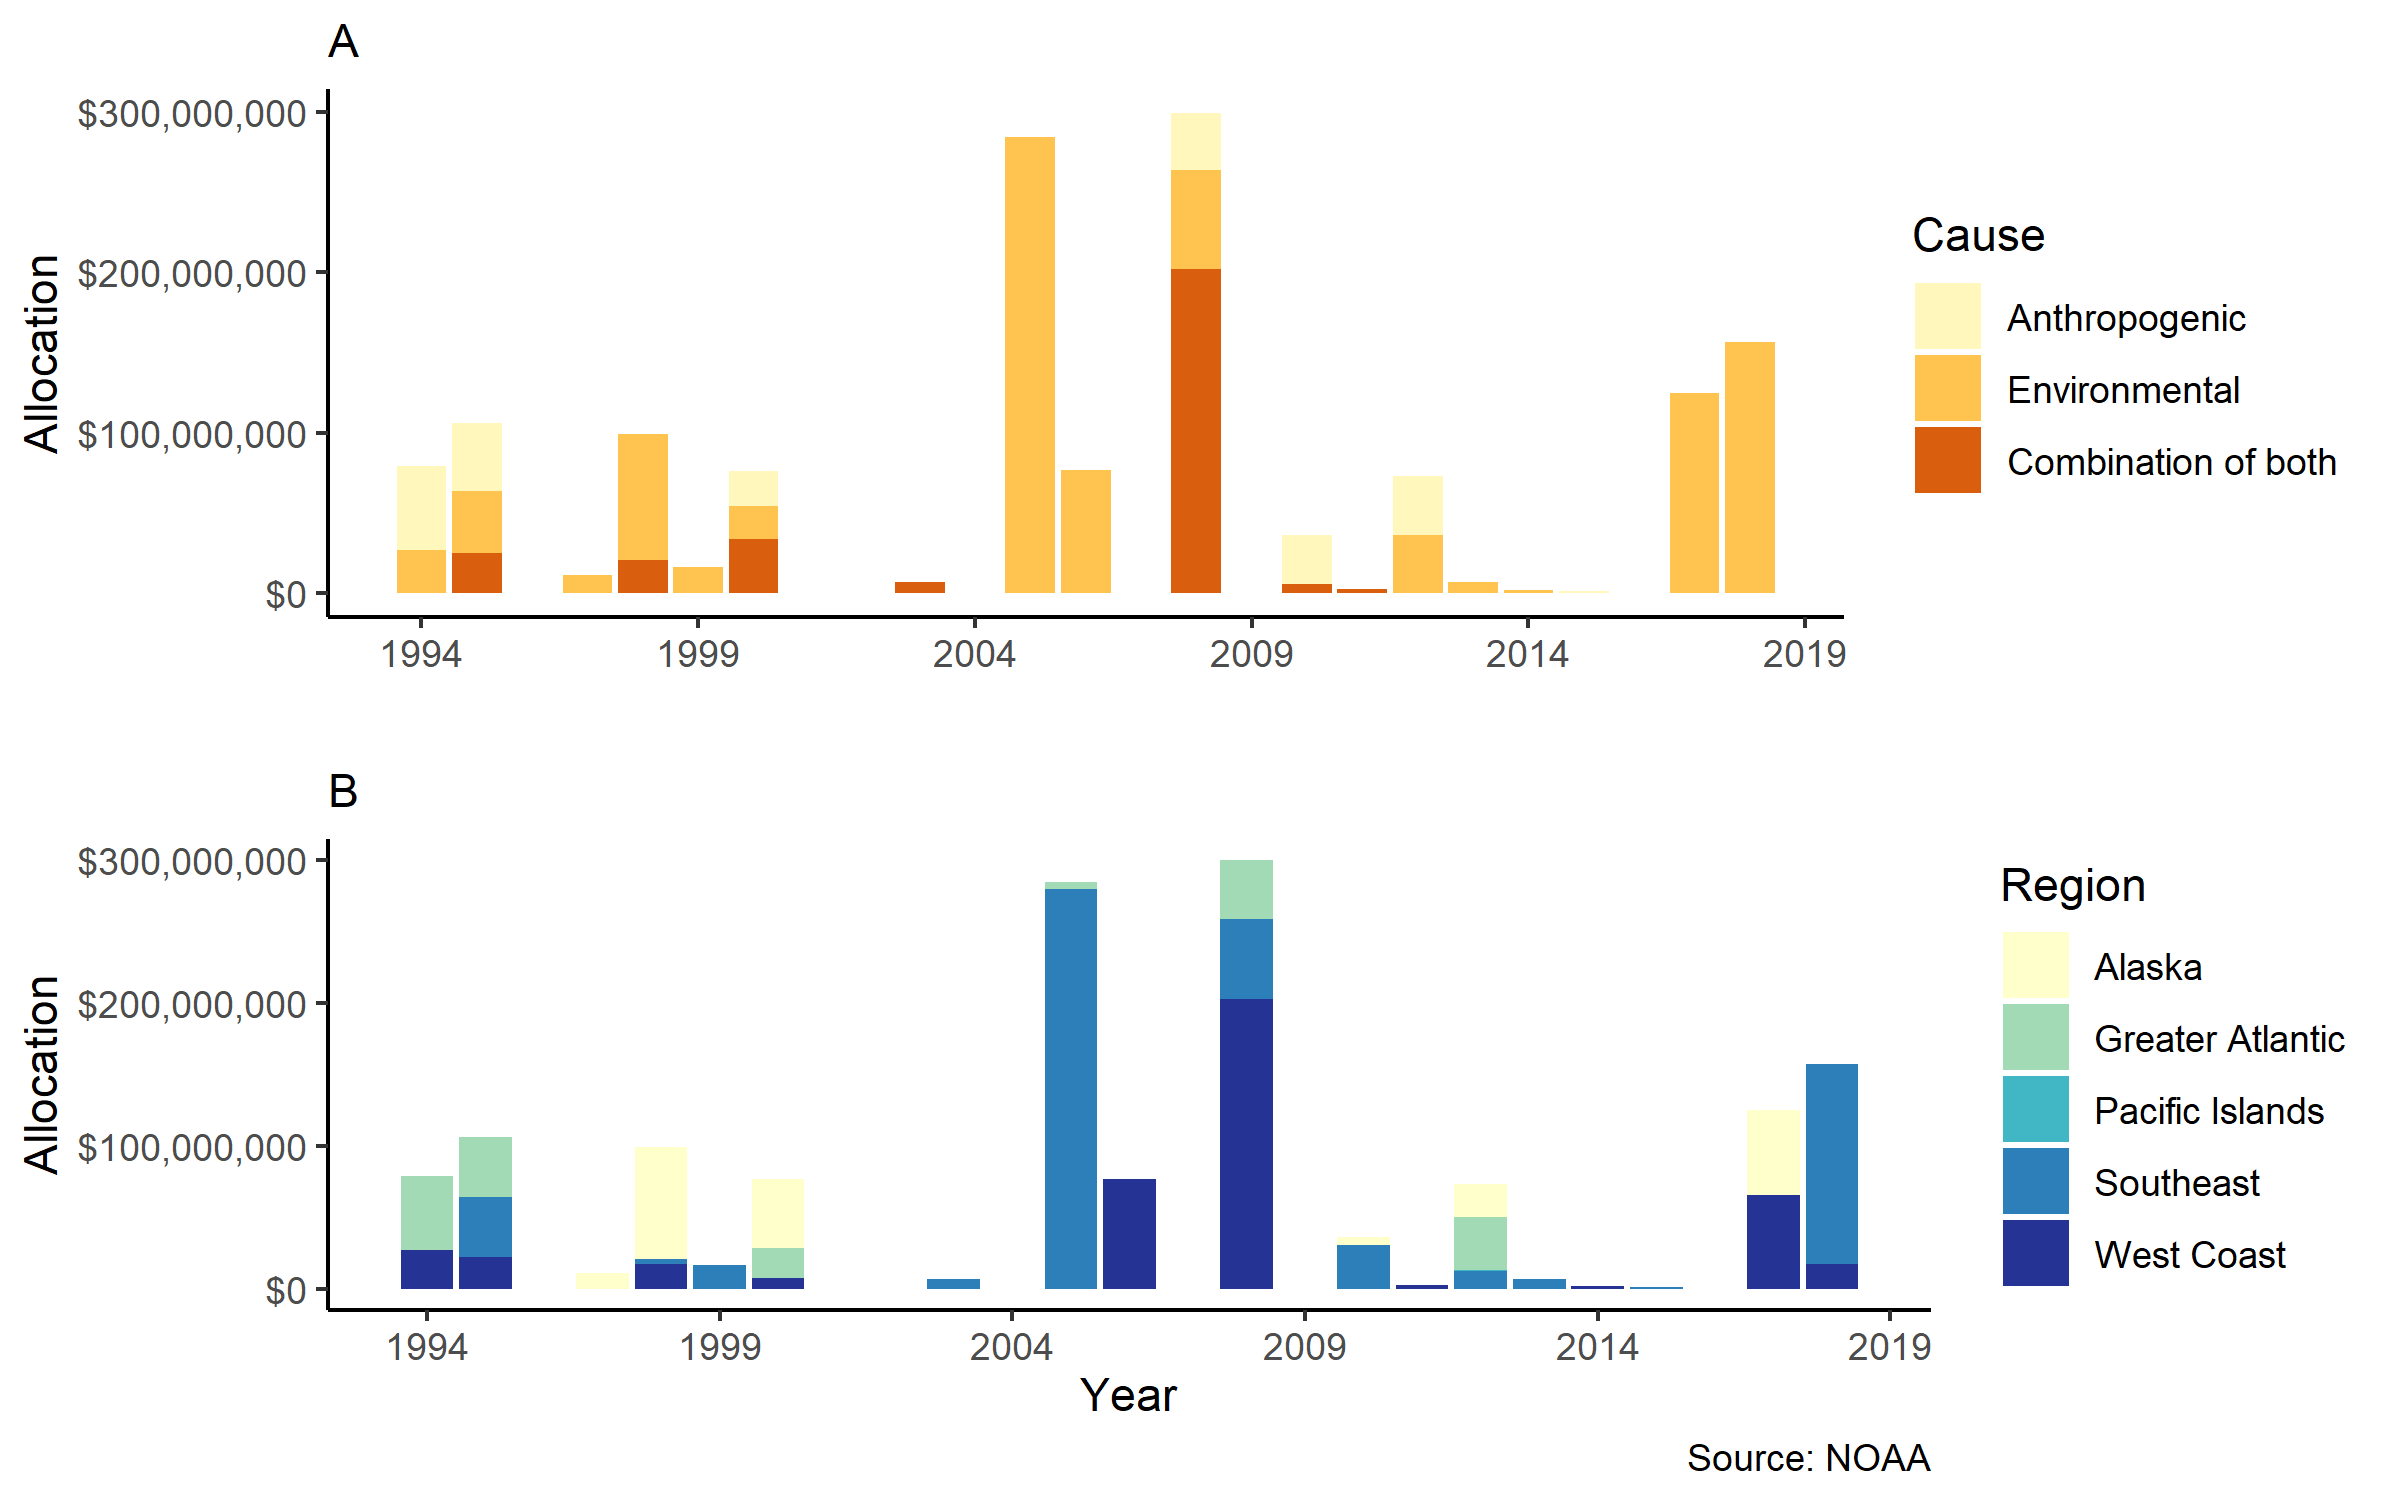 A
$300,000,000
$200,000,000
$100,000,000
$0
Allocation
1994 1999 2004 2009 2014 2019
Cause
Anthropogenic
Environmental
Combination of both
B
$300,000,000
$200,000,000
$100,000,000
$0
Allocation
1994 1999 2004 2009 2014 2019
Year
Region
Alaska
Greater Atlantic
Pacific Islands
Southeast
West Coast
Source: NOAA